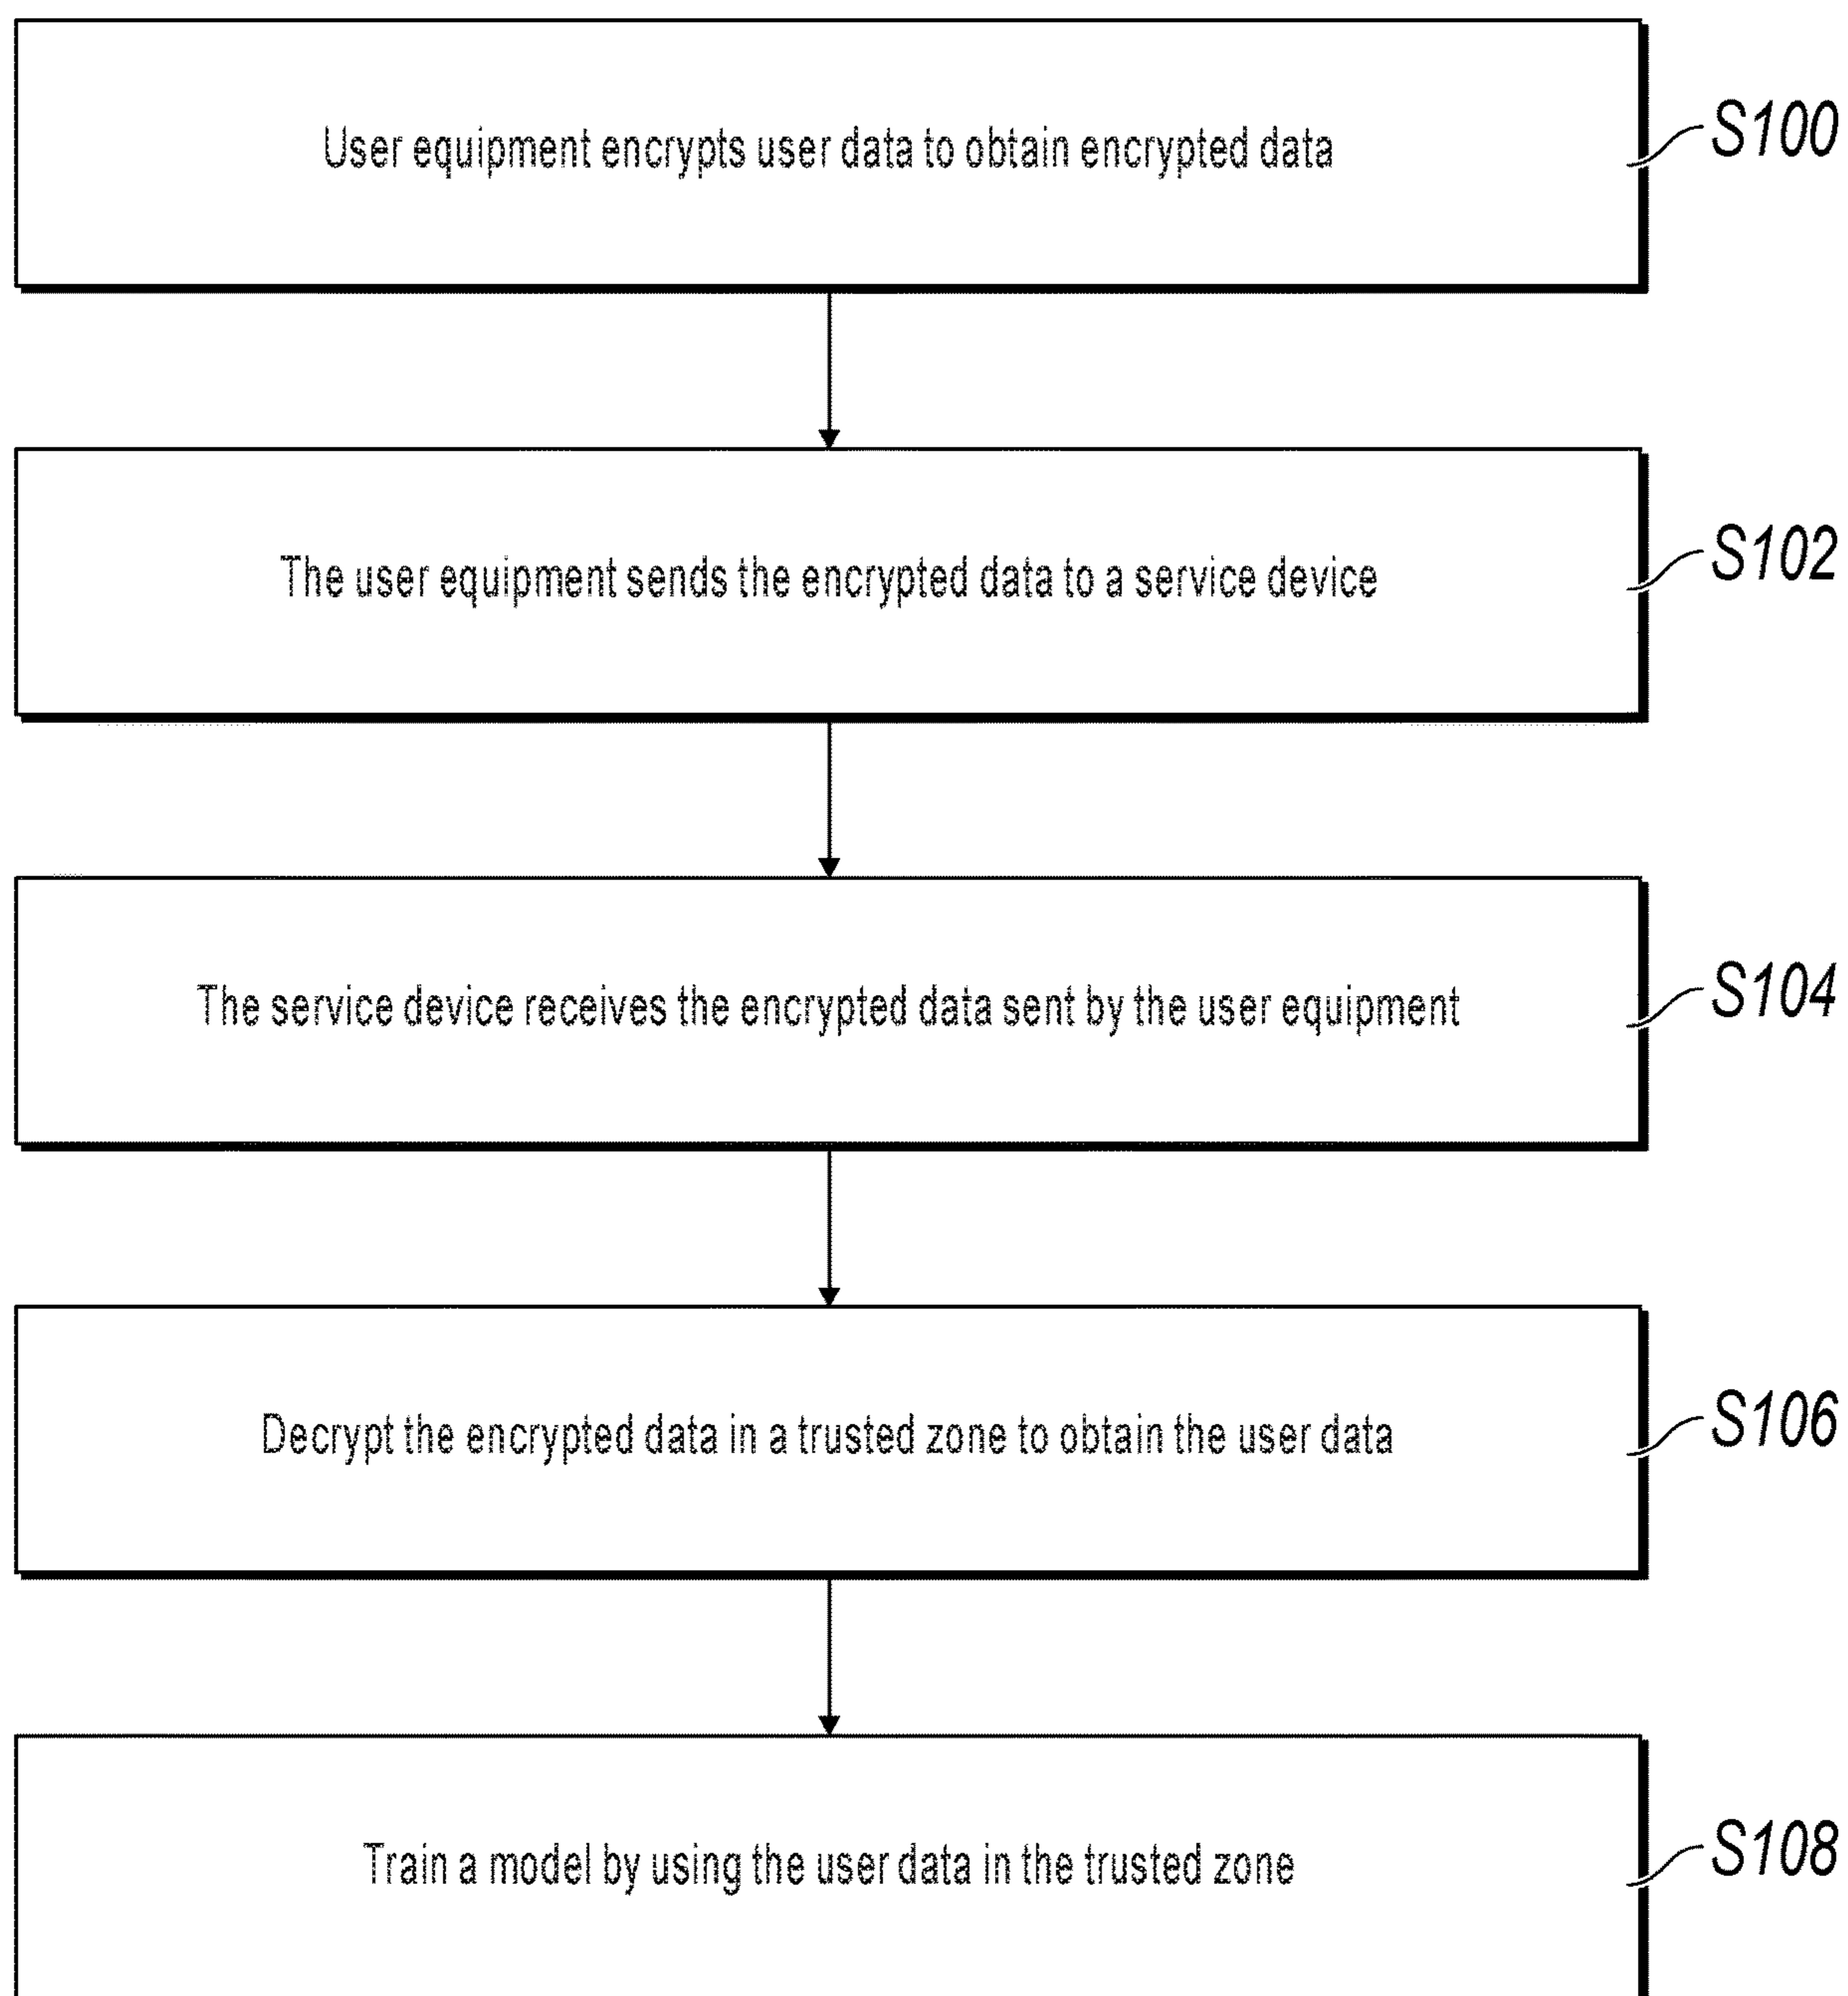 User equipment encrypts user data to obtain encrypted data
S100
The user equipment sends the encrypted data to a service device
S102
The service device receives the encrypted data sent by the user equipment
S104
Decrypt the encrypted data in a trusted zone to obtain the user data
S106
Train a model by using the user data in the trusted zone
S108